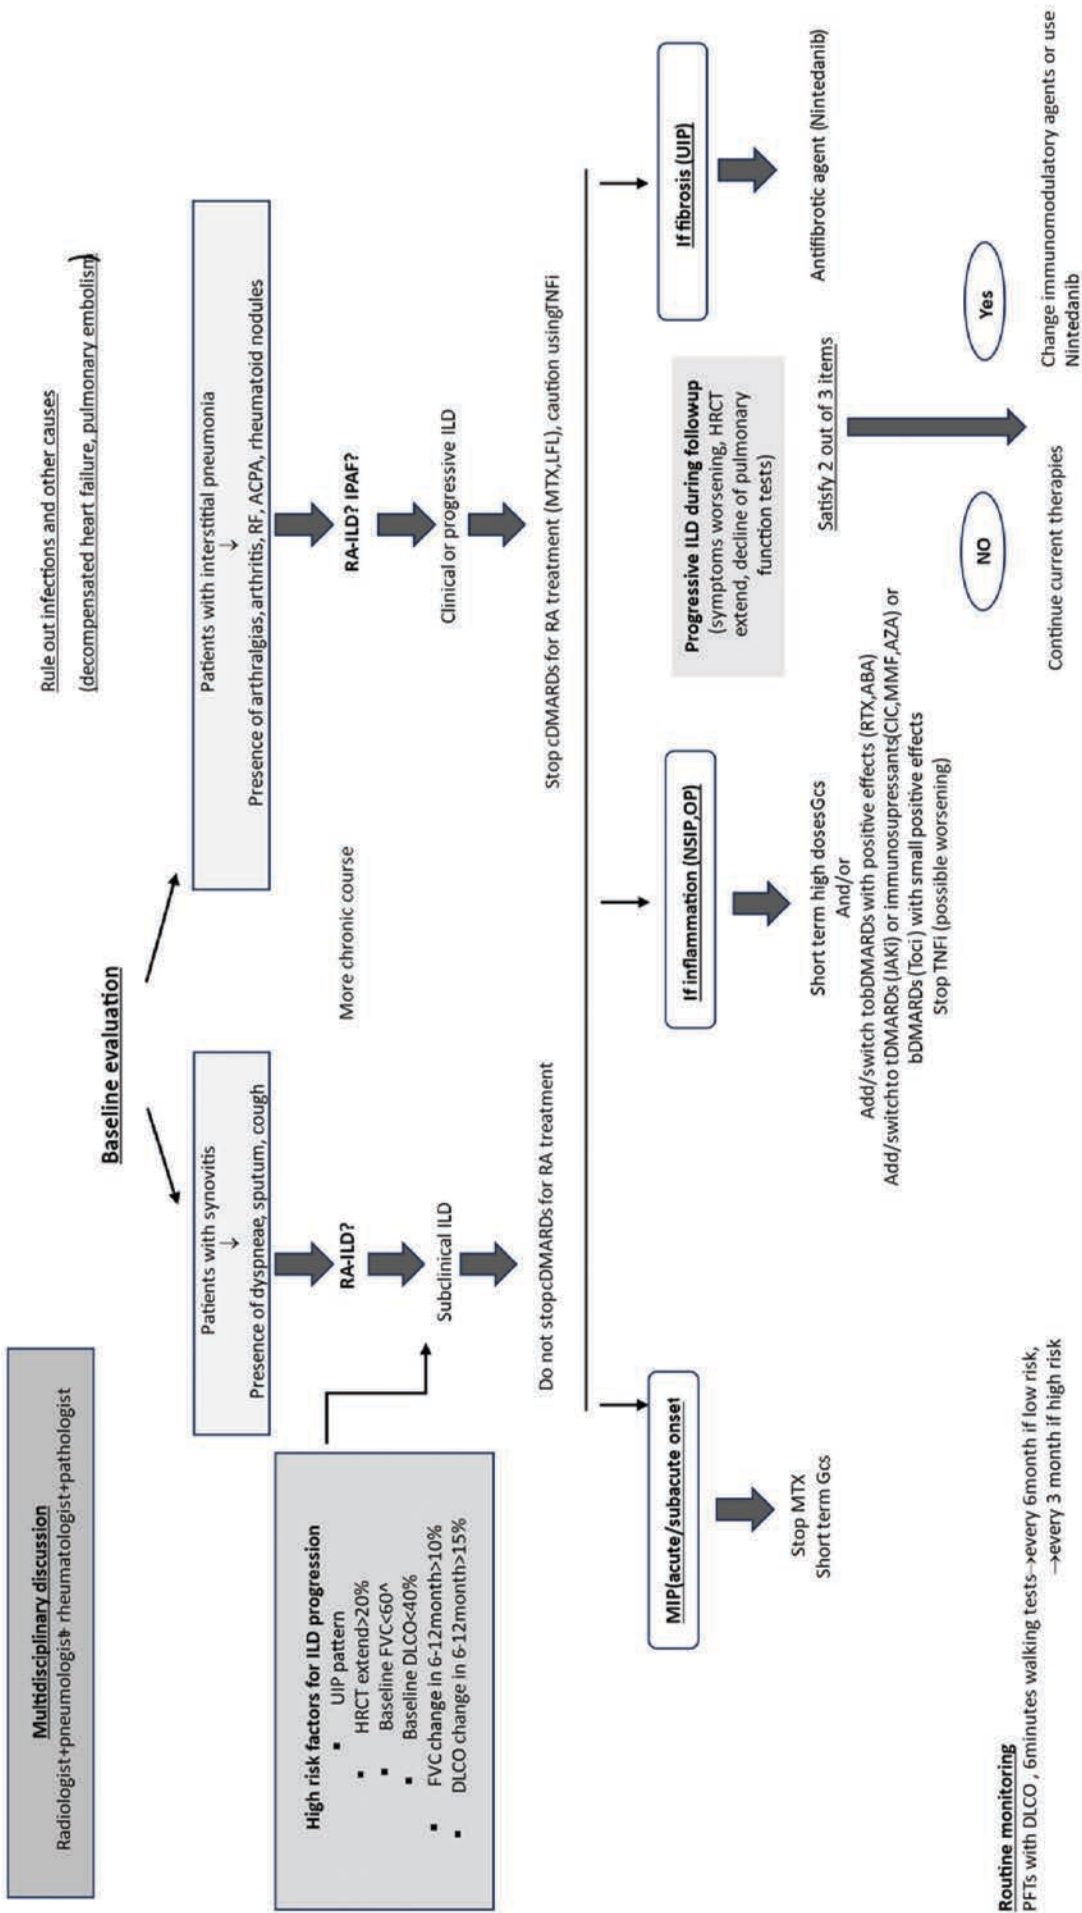 Multidisciplinary discussion
Radiologist+pneumologist+ rheumatologist+pathologist
Rule out infections and other causes
(decompensated heart failure, pulmonary embolism)
Baseline evaluation
Patients with synovitis
↓
Presence of dyspneae, sputum, cough
Patients with interstitial pneumonia
↓
Presence of arthralgias, arthritis, RF, ACPA, rheumatoid nodules
High risk factors for ILD progression
▪ UIP pattern
▪ HRCT extend>20%
▪ Baseline FVC<60^
▪ Baseline DLCO<40%
▪ FVC change in 6-12month>10%
▪ DLCO change in 6-12month>15%
RA-ILD?
More chronic course
RA-ILD? IPAF?
Subclinical ILD
Clinical or progressive ILD
Do not stopcDMARDs for RA treatment
Stop cDMARDs for RA treatment (MTX,LFL), caution usingTNFi
MIP(acute/subacute onset
Stop MTX
Short term Gcs
If inflammation (NSIP,OP)
Short term high dosesGcs
And/or
Add/switch tobDMARDs with positive effects (RTX,ABA)
Add/switchto tDMARDs (JAKi) or immunosupressants(CIC,MMF,AZA) or
bDMARDs (Toci ) with small positive effects
Stop TNFi (possible worsening)
If fibrosis (UIP)
Antifibrotic agent (Nintedanib)
Progressive ILD during followup
(symptoms worsening, HRCT
extend, decline of pulmonary
function tests)
Satisfy 2 out of 3 items
NO
Yes
Continue current therapies
Change immunomodulatory agents or use
Nintedanib
Routine monitoring
PFTs with DLCO , 6minutes walking tests→every 6month if low risk,
→every 3 month if high risk